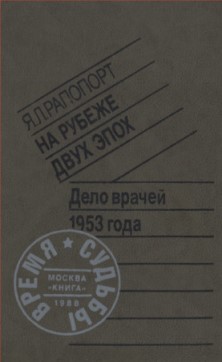 Я.Л.РАПОПОРТ
НА РУБЕЖЕ
ДВУХ ЭПОХ
Дело врачей
1953 года
ВРЕМЯ ★ СУДЬБЫ
МОСКВА
«КНИГА»
1988